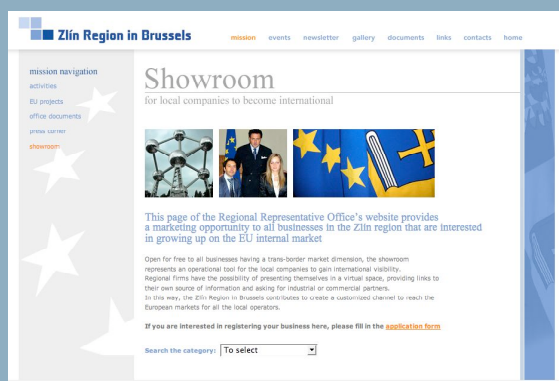 Zlín Region in Brussels
mission events newsletter gallery documents links contacts home
mission navigation
activities
EU projects
office documents
press corner
showroom
Showroom
for local companies to become international
This page of the Regional Representative Office's website provides
a marketing opportunity to all businesses in the Zlín region that are interested
in growing up on the EU internal market
Open for free to all businesses having a trans-border market dimension, the showroom
represents an operational tool for the local companies to gain international visibility.
Regional firms have the possibility of presenting themselves in a virtual space, providing links to
their own source of information and asking for industrial or commercial partners.
In this way, the Zlín Region in Brussels contributes to create a customized channel to reach the
European markets for all the local operators.
If you are interested in registering your business here, please fill in the application form
Search the category: To select